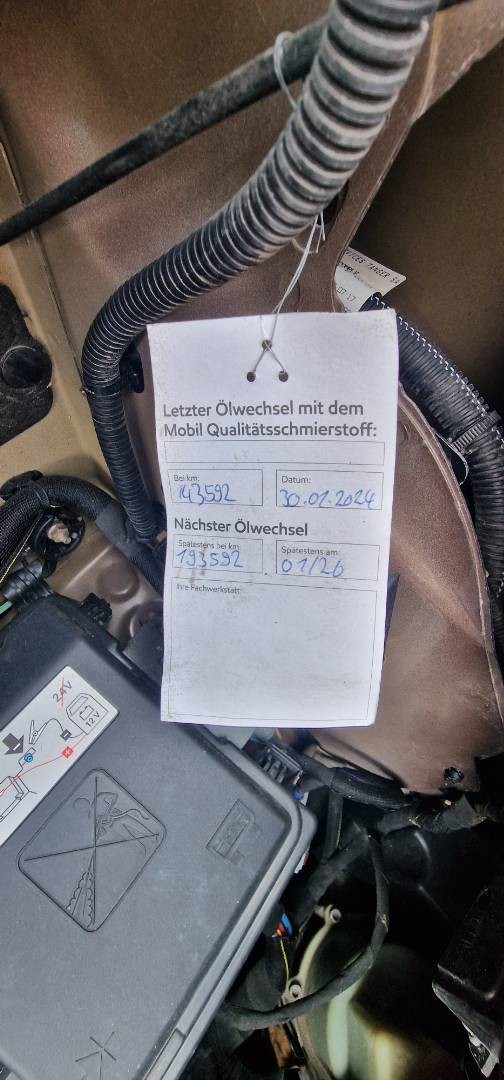 Letzter Ölwechsel mit dem
Mobil Qualitätsschmierstoff:
Bei km:
143592
Datum:
30.01.2024
Nächster Ölwechsel
Spätestens bei km:
193592
Spätestens am:
01/26
Ihre Fachwerkstatt:
24V
12V